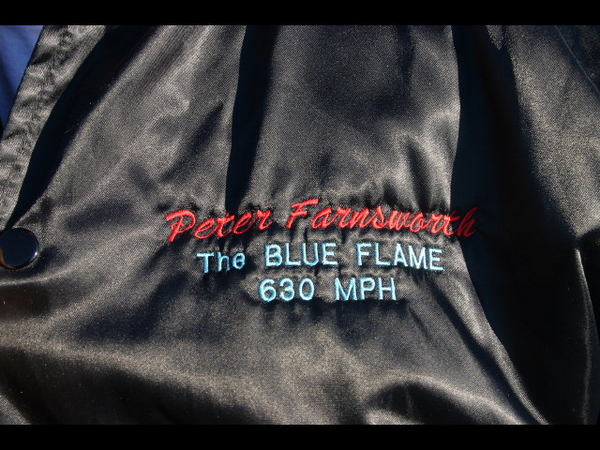 Peter Farnsworth
The BLUE FLAME
630 MPH